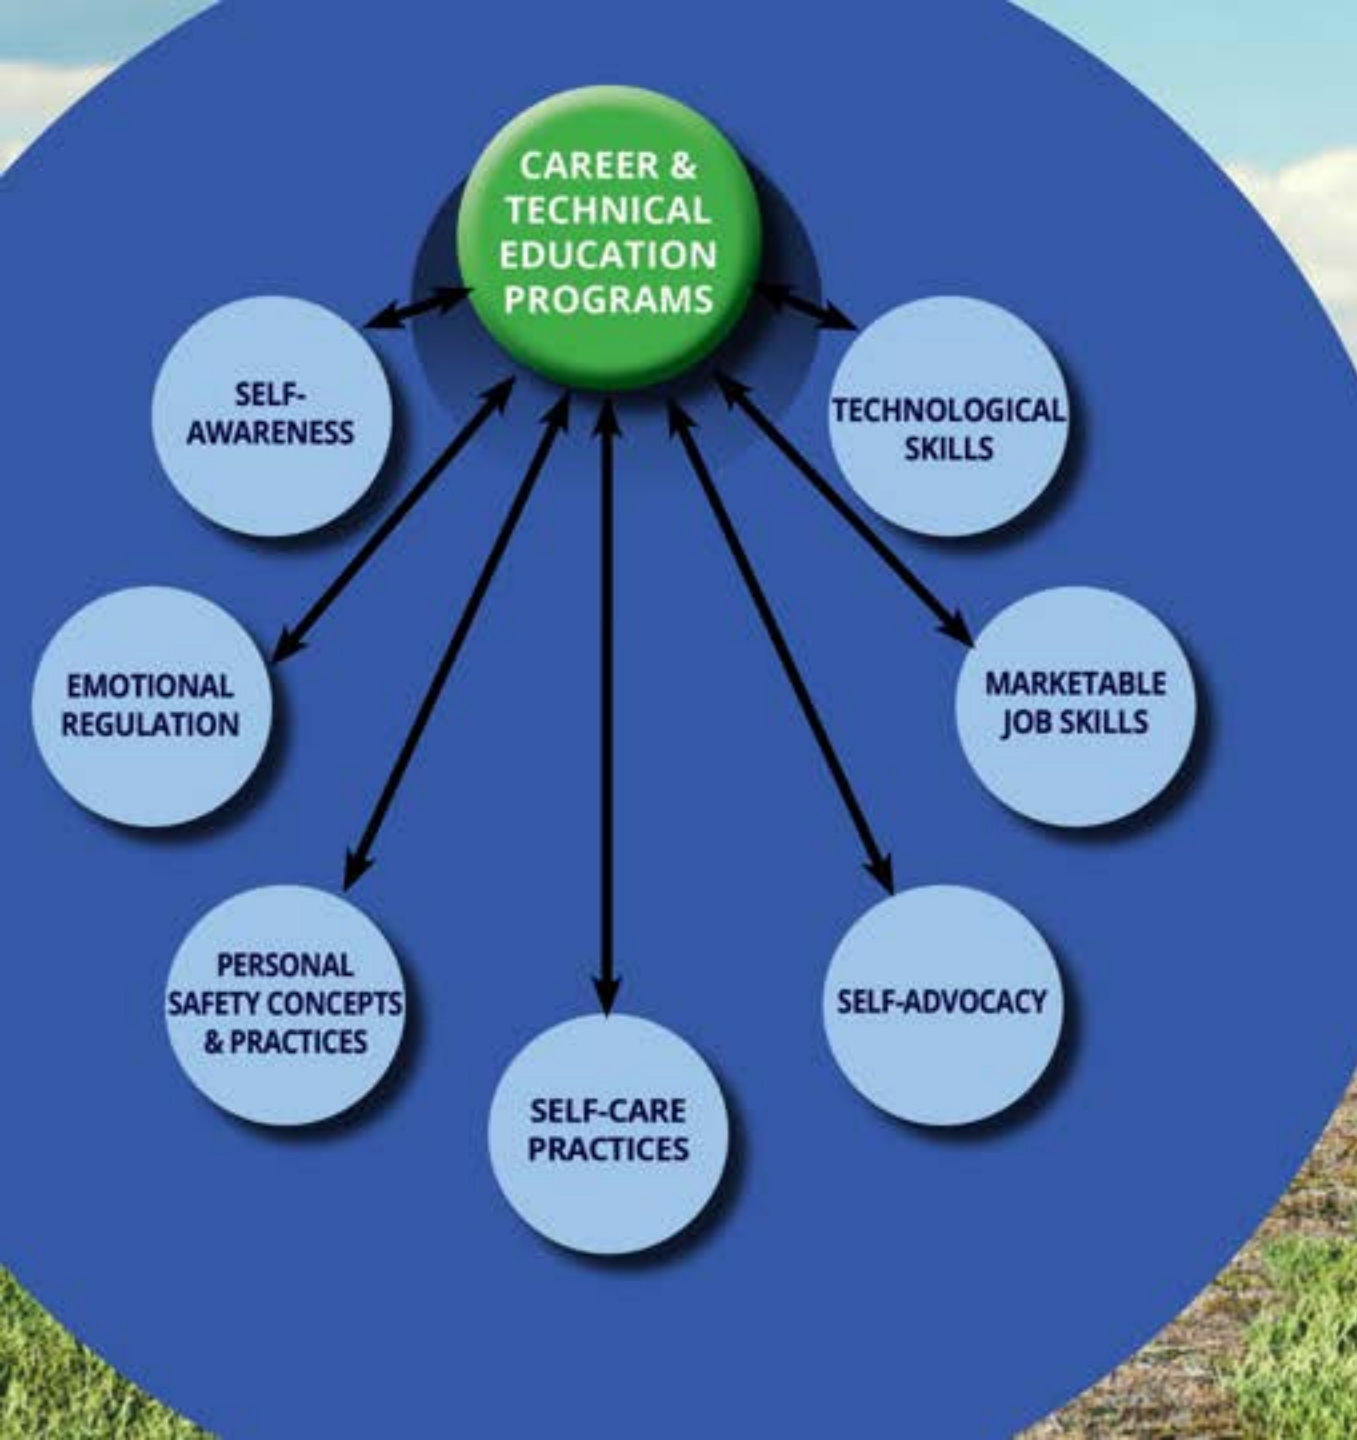 CAREER &
TECHNICAL
EDUCATION
PROGRAMS
SELF-
AWARENESS
TECHNOLOGICAL
SKILLS
EMOTIONAL
REGULATION
MARKETABLE
JOB SKILLS
PERSONAL
SAFETY CONCEPTS
& PRACTICES
SELF-ADVOCACY
SELF-CARE
PRACTICES